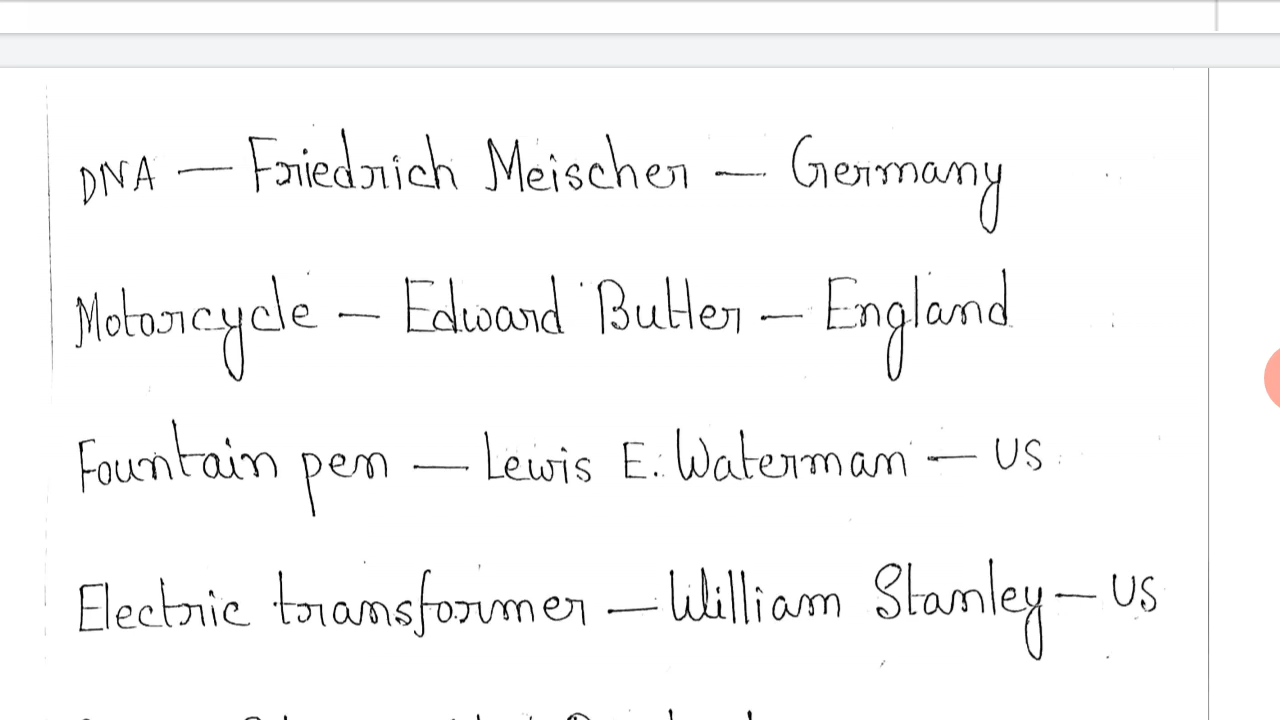 DNA — Friedrich Meischer — Germany
Motorcycle — Edward Butler — England
Fountain pen — Lewis E. Waterman — US
Electric transformer — William Stanley — US